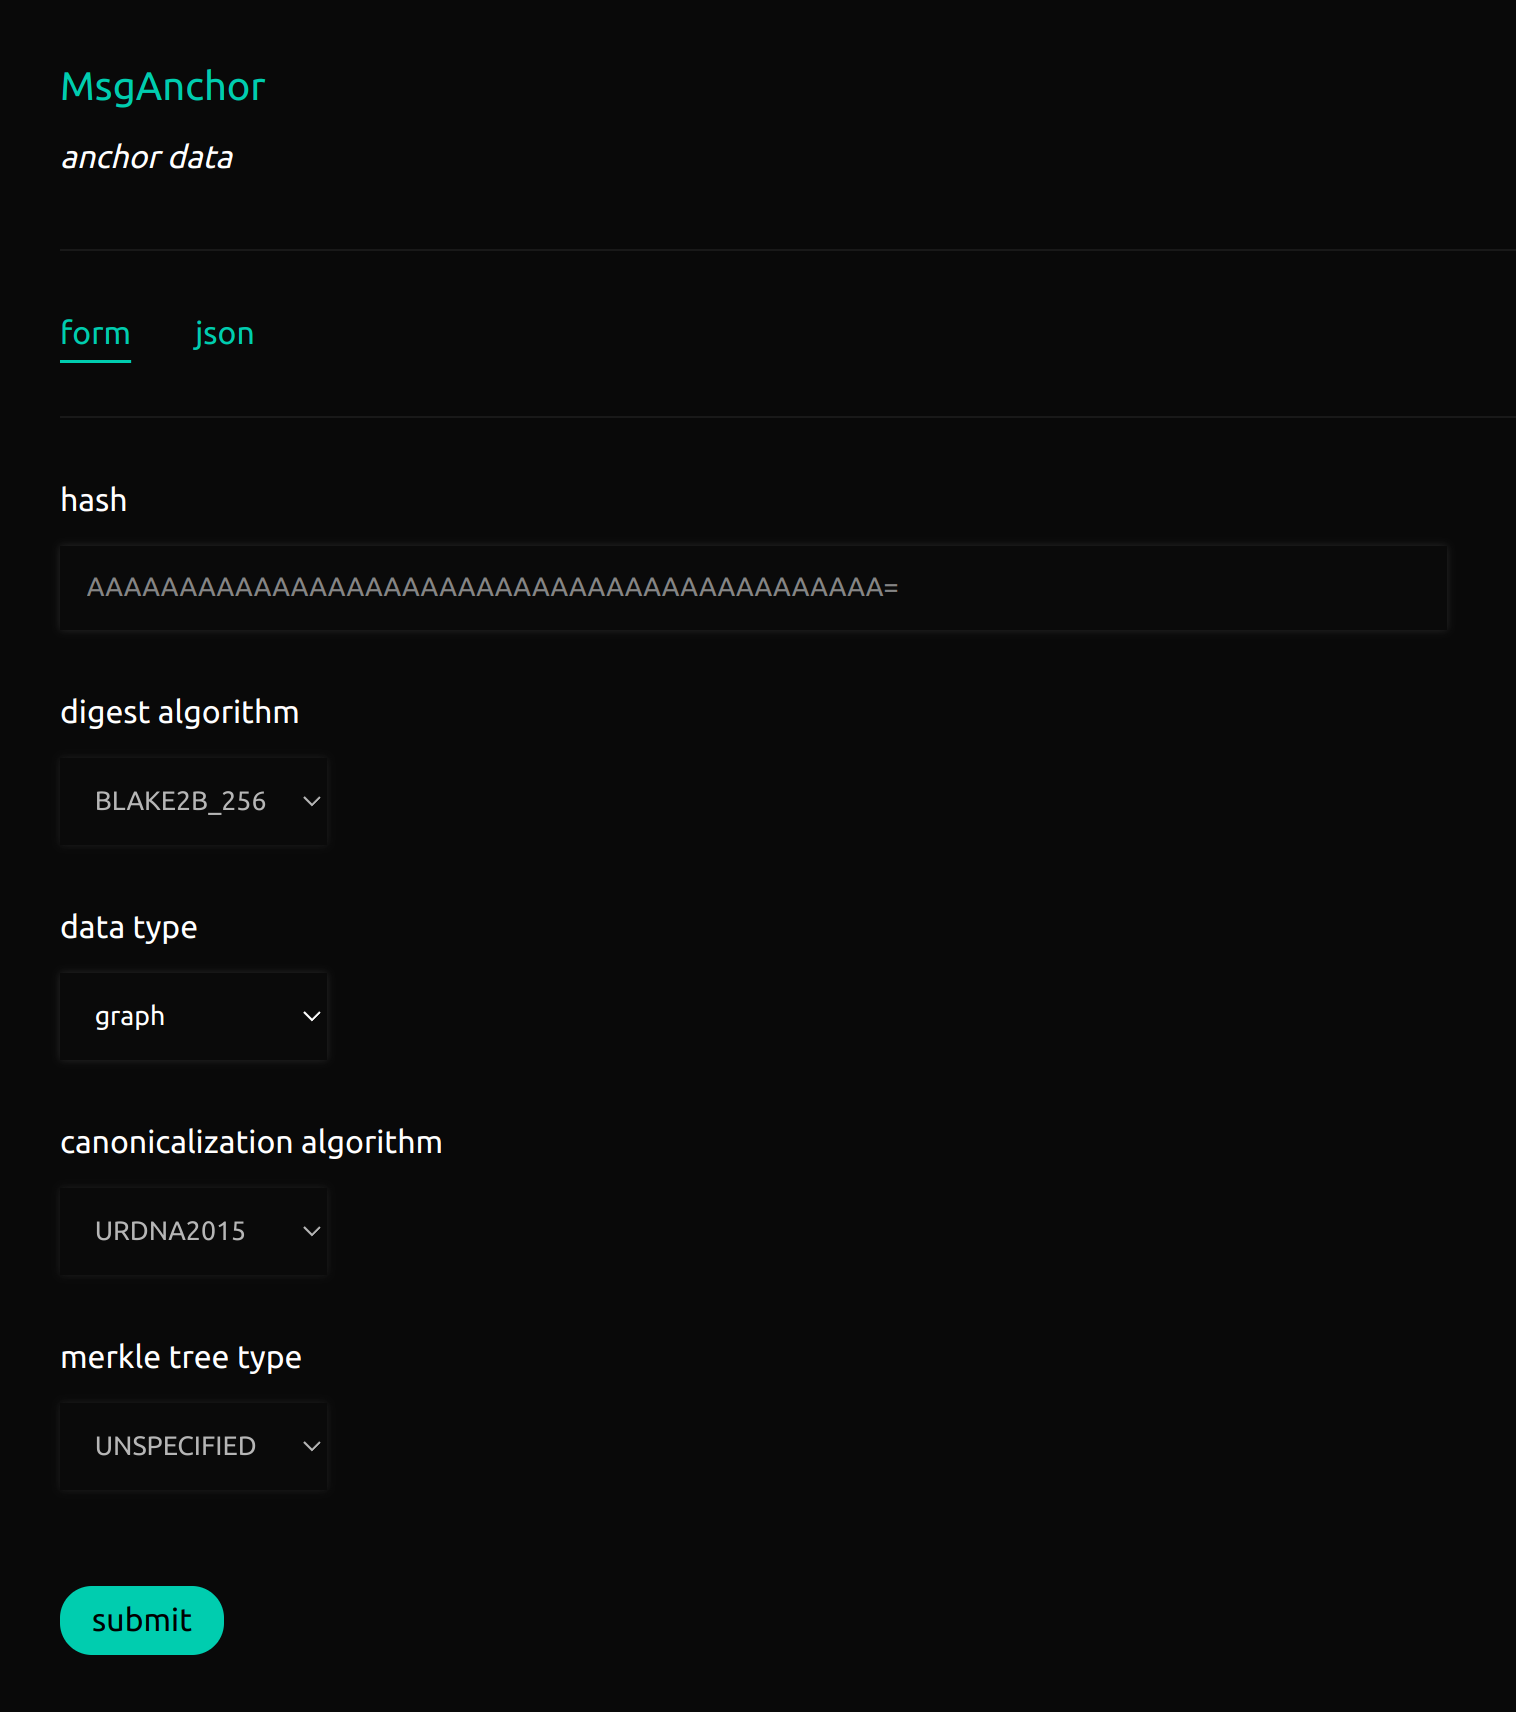 MsgAnchor
anchor data
form json
hash
AAAAAAAAAAAAAAAAAAAAAAAAAAAAAAAAAAAAAAAAAAA=
digest algorithm
BLAKE2B_256
data type
graph
canonicalization algorithm
URDNA2015
merkle tree type
UNSPECIFIED
submit